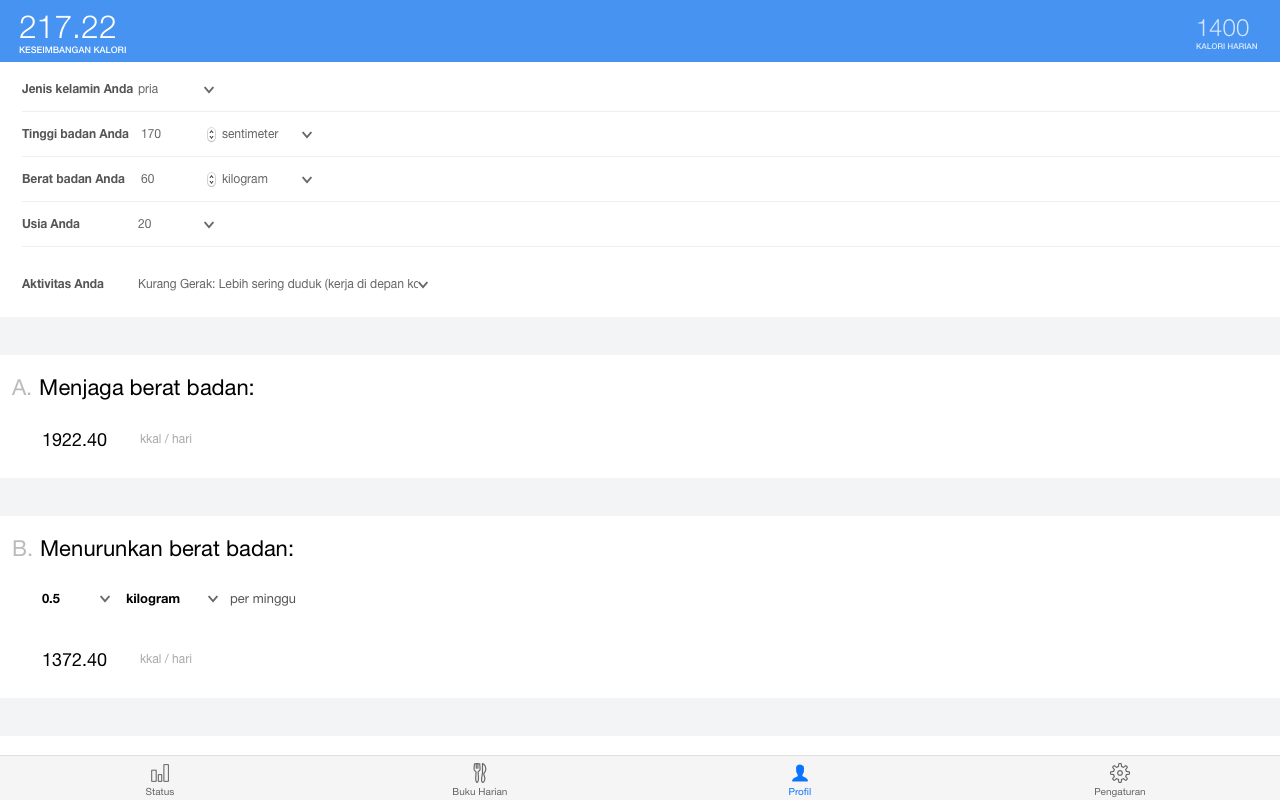 217.22
KESEIMBANGAN KALORI
1400
KALORI HARIAN
Jenis kelamin Anda pria
Tinggi badan Anda 170 sentimeter
Berat badan Anda 60 kilogram
Usia Anda 20
Aktivitas Anda Kurang Gerak: Lebih sering duduk (kerja di depan kc
A. Menjaga berat badan:
1922.40 kkal / hari
B. Menurunkan berat badan:
0.5 kilogram per minggu
1372.40 kkal / hari
Status Buku Harian Profil Pengaturan